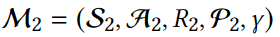 𝓜₂ = (𝓢₂, 𝓐₂, R₂, 𝓟₂, γ)